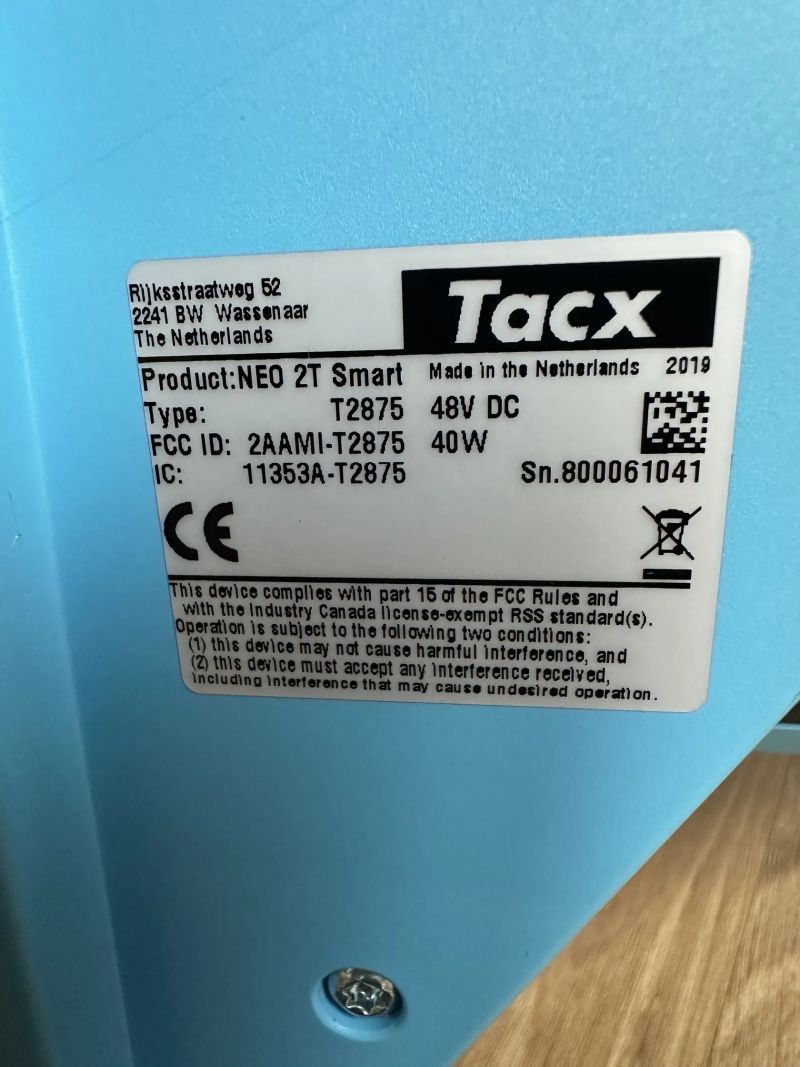 Rijksstraatweg 52
2241 BW Wassenaar
The Netherlands
Tacx
Product:NEO 2T Smart Made in the Netherlands 2019
Type: T2875 48V DC
FCC ID: 2AAMI-T2875 40W
IC: 11353A-T2875 Sn.800061041
CE
This device complies with part 15 of the FCC Rules and
with the Industry Canada license-exempt RSS standard(s).
Operation is subject to the following two conditions:
(1) this device may not cause harmful interference, and
(2) this device must accept any interference received,
including interference that may cause undesired operation.